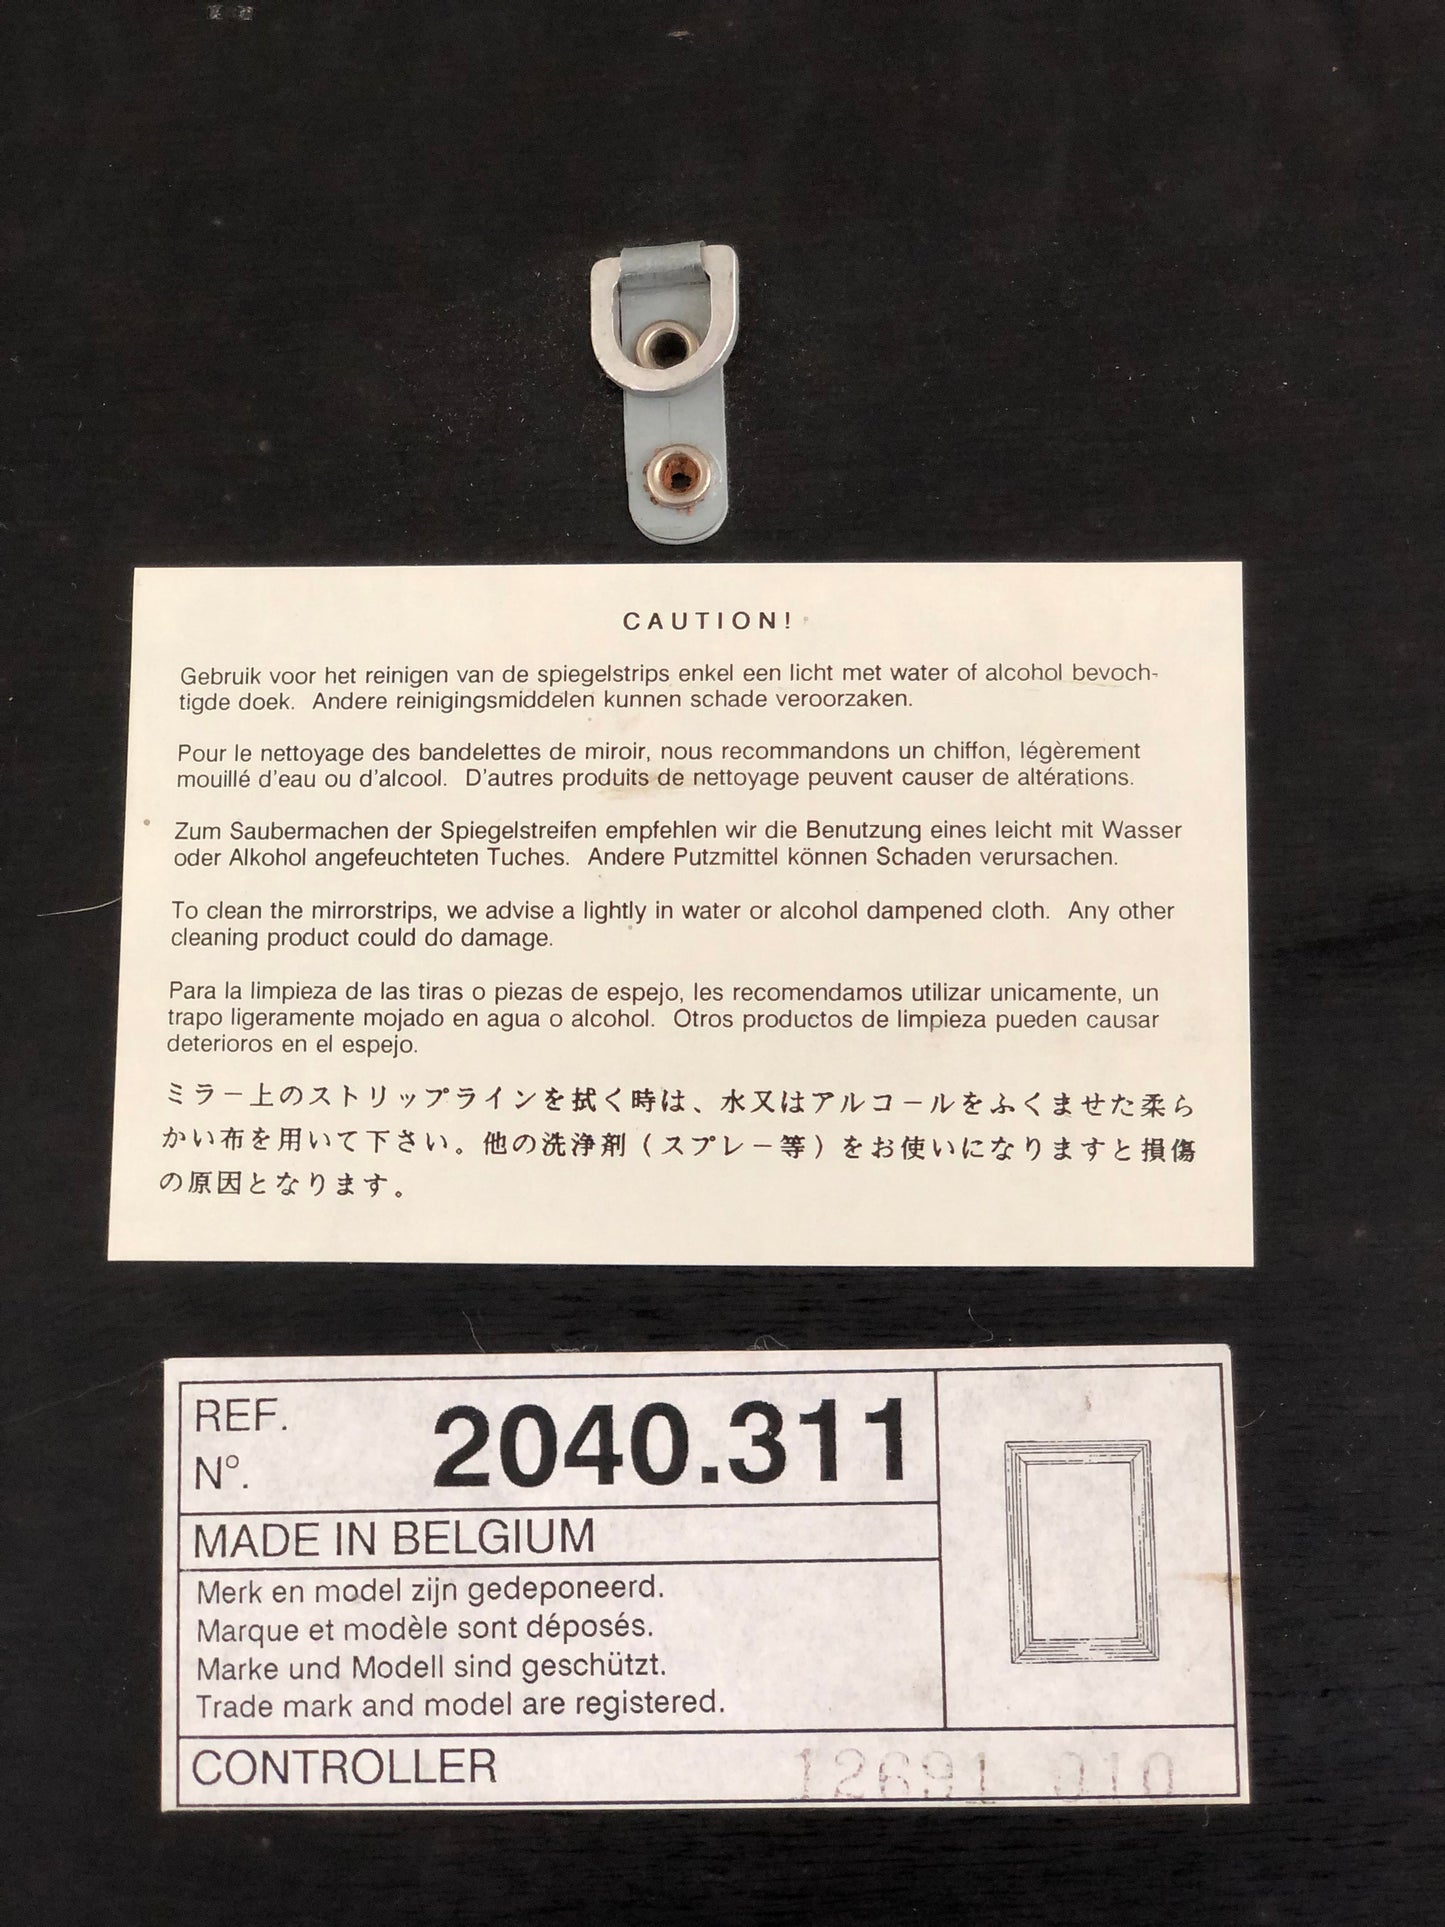 CAUTION!
Gebruik voor het reinigen van de spiegelstrips enkel een licht met water of alcohol bevoch-
tigde doek. Andere reinigingsmiddelen kunnen schade veroorzaken.
Pour le nettoyage des bandelettes de miroir, nous recommandons un chiffon, légèrement
mouillé d'eau ou d'alcool. D'autres produits de nettoyage peuvent causer de altérations.
Zum Saubermachen der Spiegelstreifen empfehlen wir die Benutzung eines leicht mit Wasser
oder Alkohol angefeuchteten Tuches. Andere Putzmittel können Schaden verursachen.
To clean the mirrorstrips, we advise a lightly in water or alcohol dampened cloth. Any other
cleaning product could do damage.
Para la limpieza de las tiras o piezas de espejo, les recomendamos utilizar unicamente, un
trapo ligeramente mojado en agua o alcohol. Otros productos de limpieza pueden causar
deterioros en el espejo.
ミラー上のストリップラインを拭く時は、水又はアルコールをふくませた柔ら
かい布を用いて下さい。他の洗浄剤（スプレー等）をお使いになりますと損傷
の原因となります。
REF.
Nº.
2040.311
MADE IN BELGIUM
Merk en model zijn gedeponeerd.
Marque et modèle sont déposés.
Marke und Modell sind geschützt.
Trade mark and model are registered.
CONTROLLER
12691 010